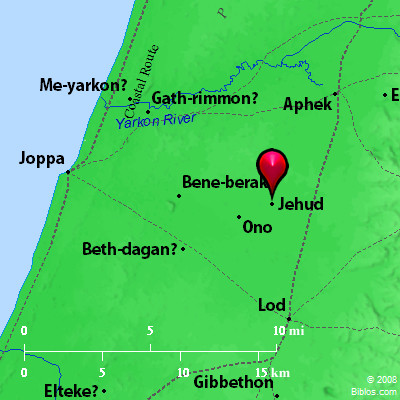 P
Me-yarkon?
Coastal Route
Gath-rimmon?
Yarkon River
Aphek
E
Joppa
Bene-berak
Jehud
Ono
Beth-dagan?
Lod
0 5 10 mi
0 5 10 15 km
Elteke?
Gibbethon
© 2008
Biblos.com